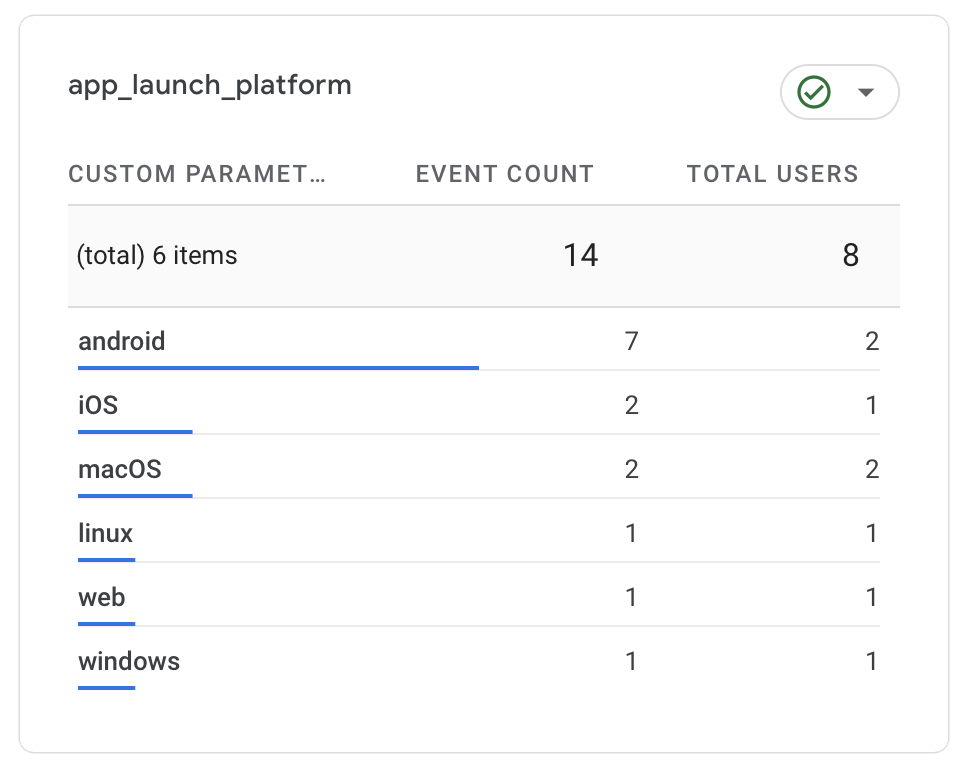 app_launch_platform
CUSTOM PARAMET… EVENT COUNT TOTAL USERS
(total) 6 items 14 8
android 7 2
iOS 2 1
macOS 2 2
linux 1 1
web 1 1
windows 1 1